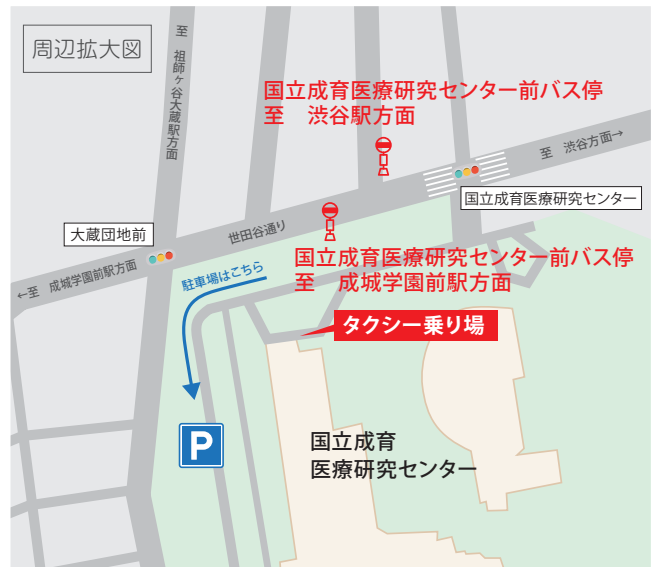 周辺拡大図
至　祖師ヶ谷大蔵駅方面
国立成育医療研究センター前バス停
至　渋谷駅方面
至　渋谷方面→
国立成育医療研究センター
大蔵団地前
世田谷通り
←至　成城学園前駅方面
駐車場はこちら
国立成育医療研究センター前バス停
至　成城学園前駅方面
タクシー乗り場
P
国立成育
医療研究センター